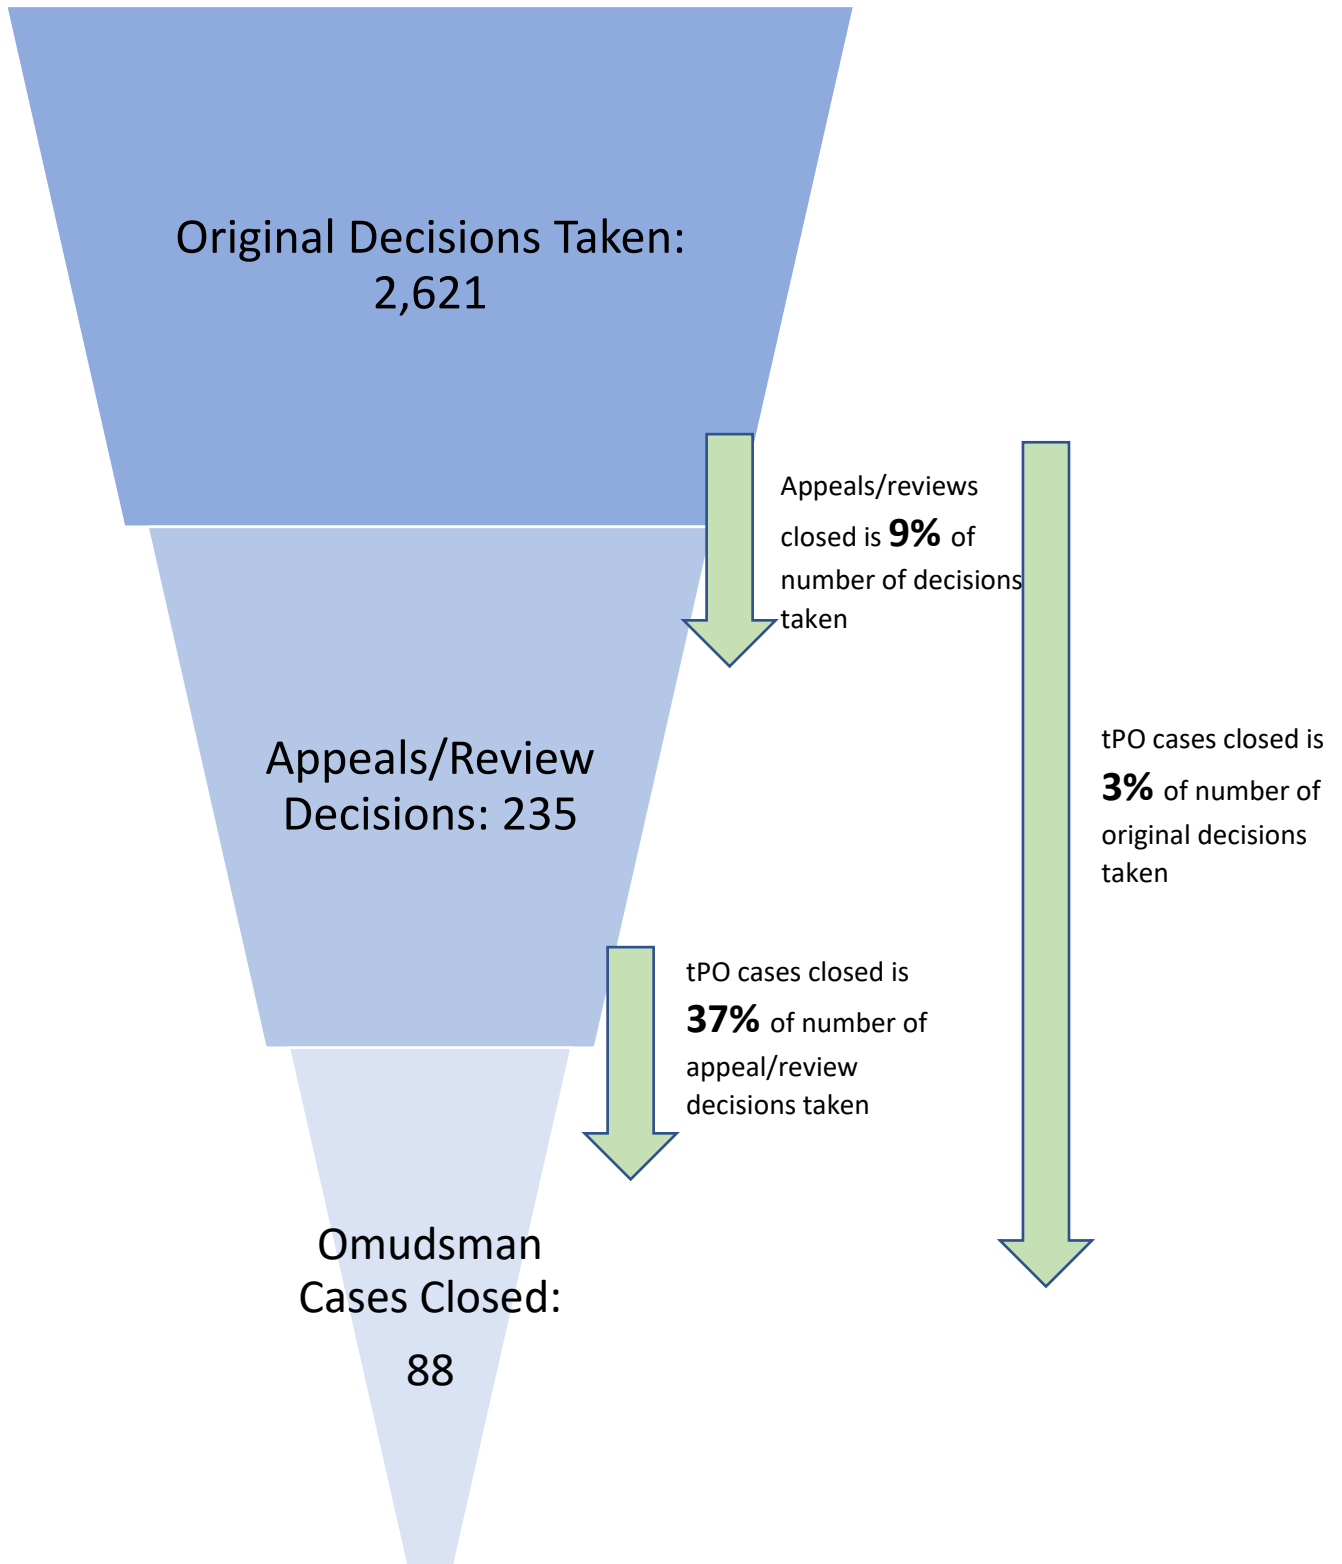 Original Decisions Taken:
2,621
Appeals/reviews
closed is 9% of
number of decisions
taken
Appeals/Review
Decisions: 235
tPO cases closed is
3% of number of
original decisions
taken
tPO cases closed is
37% of number of
appeal/review
decisions taken
Omudsman
Cases Closed:
88